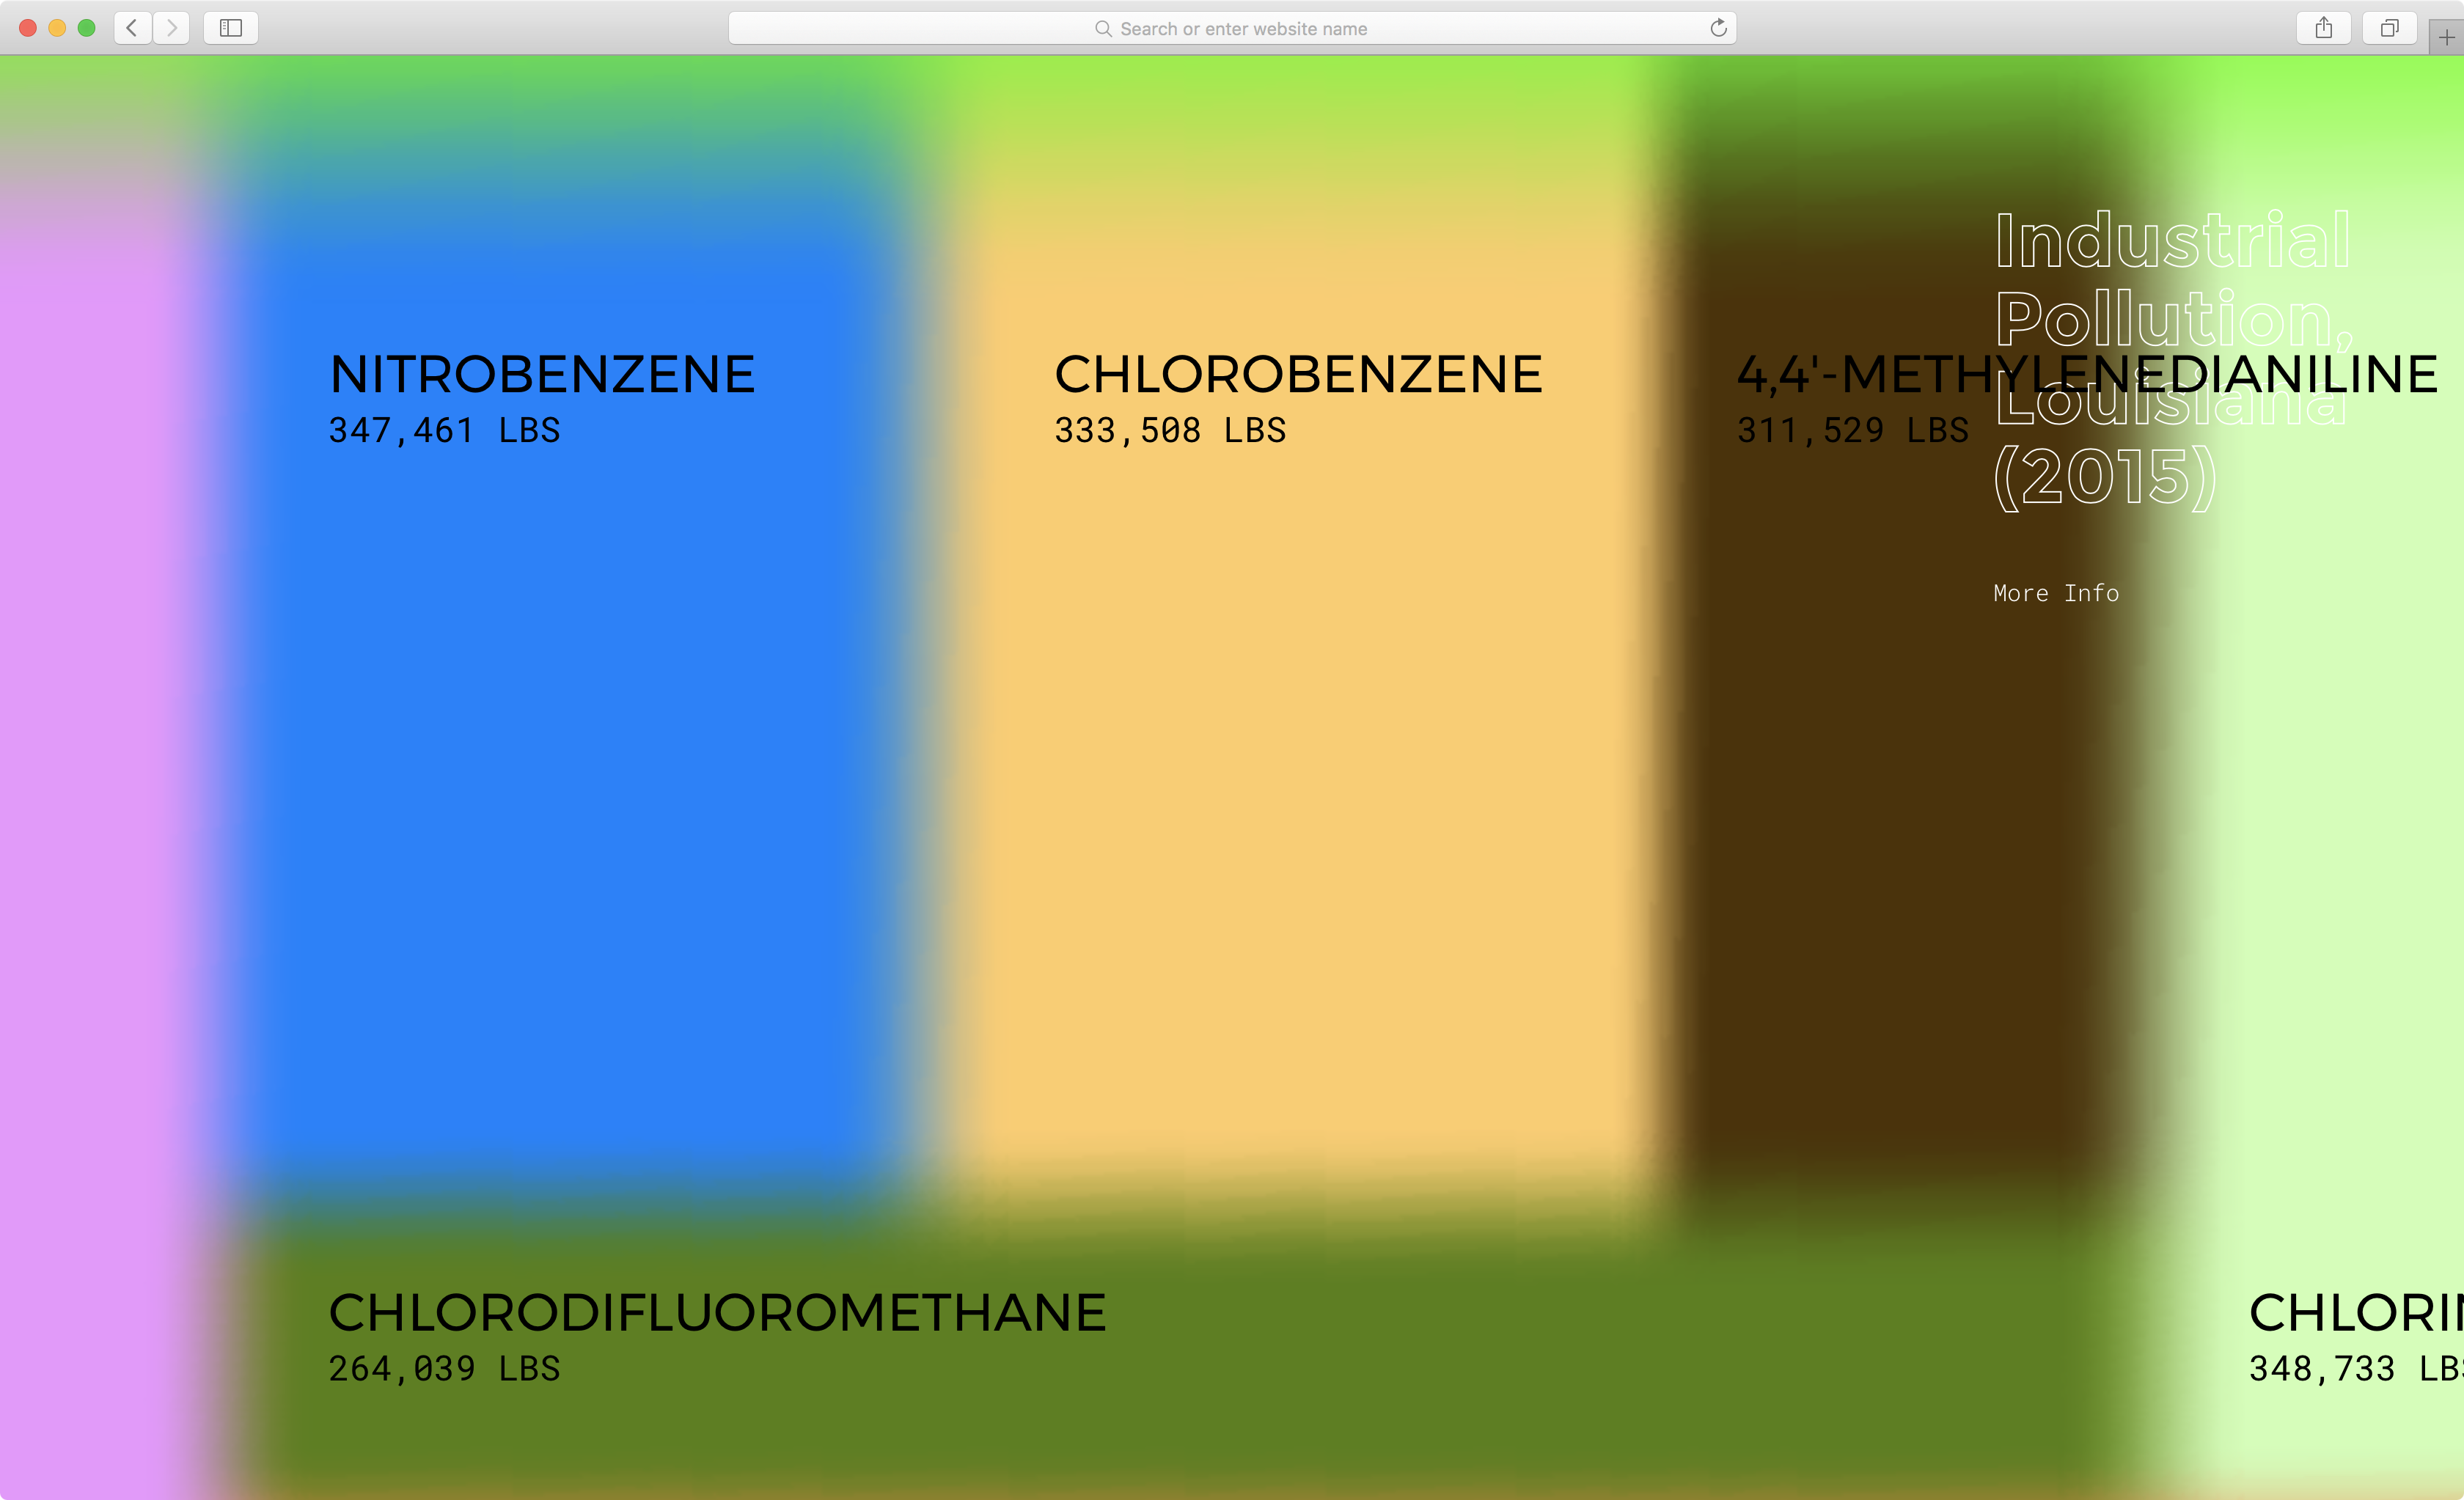 Search or enter website name
Industrial
Pollution,
Louisiana
(2015)
More Info
NITROBENZENE
347,461 LBS
CHLOROBENZENE
333,508 LBS
4,4'-METHYLENEDIANILINE
311,529 LBS
CHLORODIFLUOROMETHANE
264,039 LBS
348,733